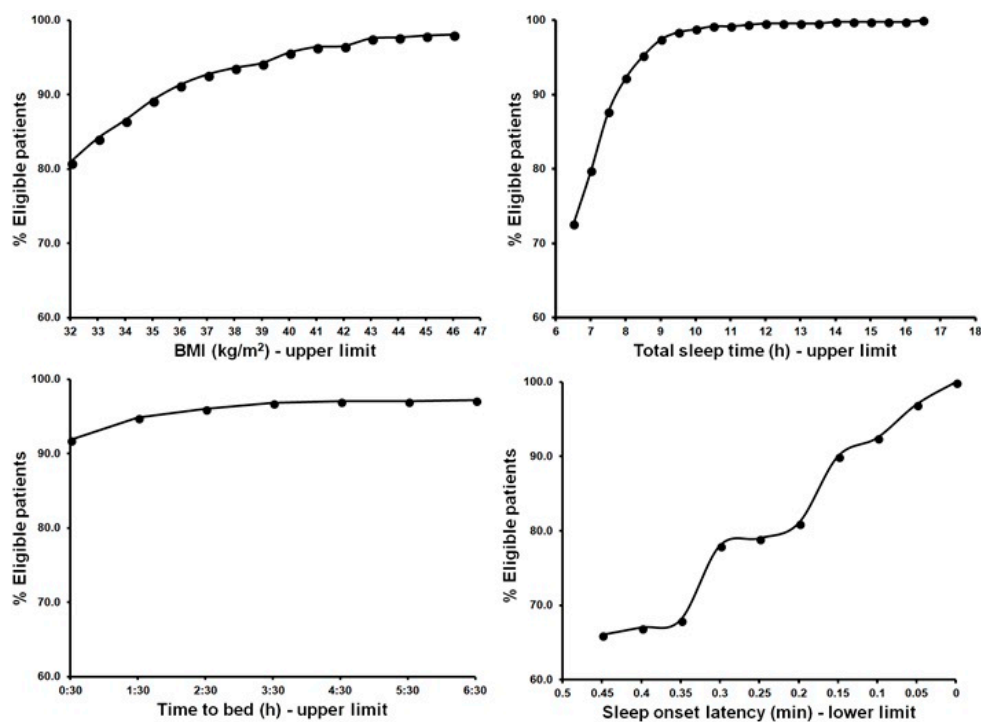 100.0
90.0
80.0
70.0
60.0
% Eligible patients
32 33 34 35 36 37 38 39 40 41 42 43 44 45 46 47
BMI (kg/m²) - upper limit
100.0
90.0
80.0
70.0
60.0
% Eligible patients
6 7 8 9 10 11 12 13 14 15 16 17 18
Total sleep time (h) - upper limit
100.0
90.0
80.0
70.0
60.0
% Eligible patients
0:30 1:30 2:30 3:30 4:30 5:30 6:30
Time to bed (h) - upper limit
100.0
90.0
80.0
70.0
60.0
% Eligible patients
0.5 0.45 0.4 0.35 0.3 0.25 0.2 0.15 0.1 0.05 0
Sleep onset latency (min) - lower limit